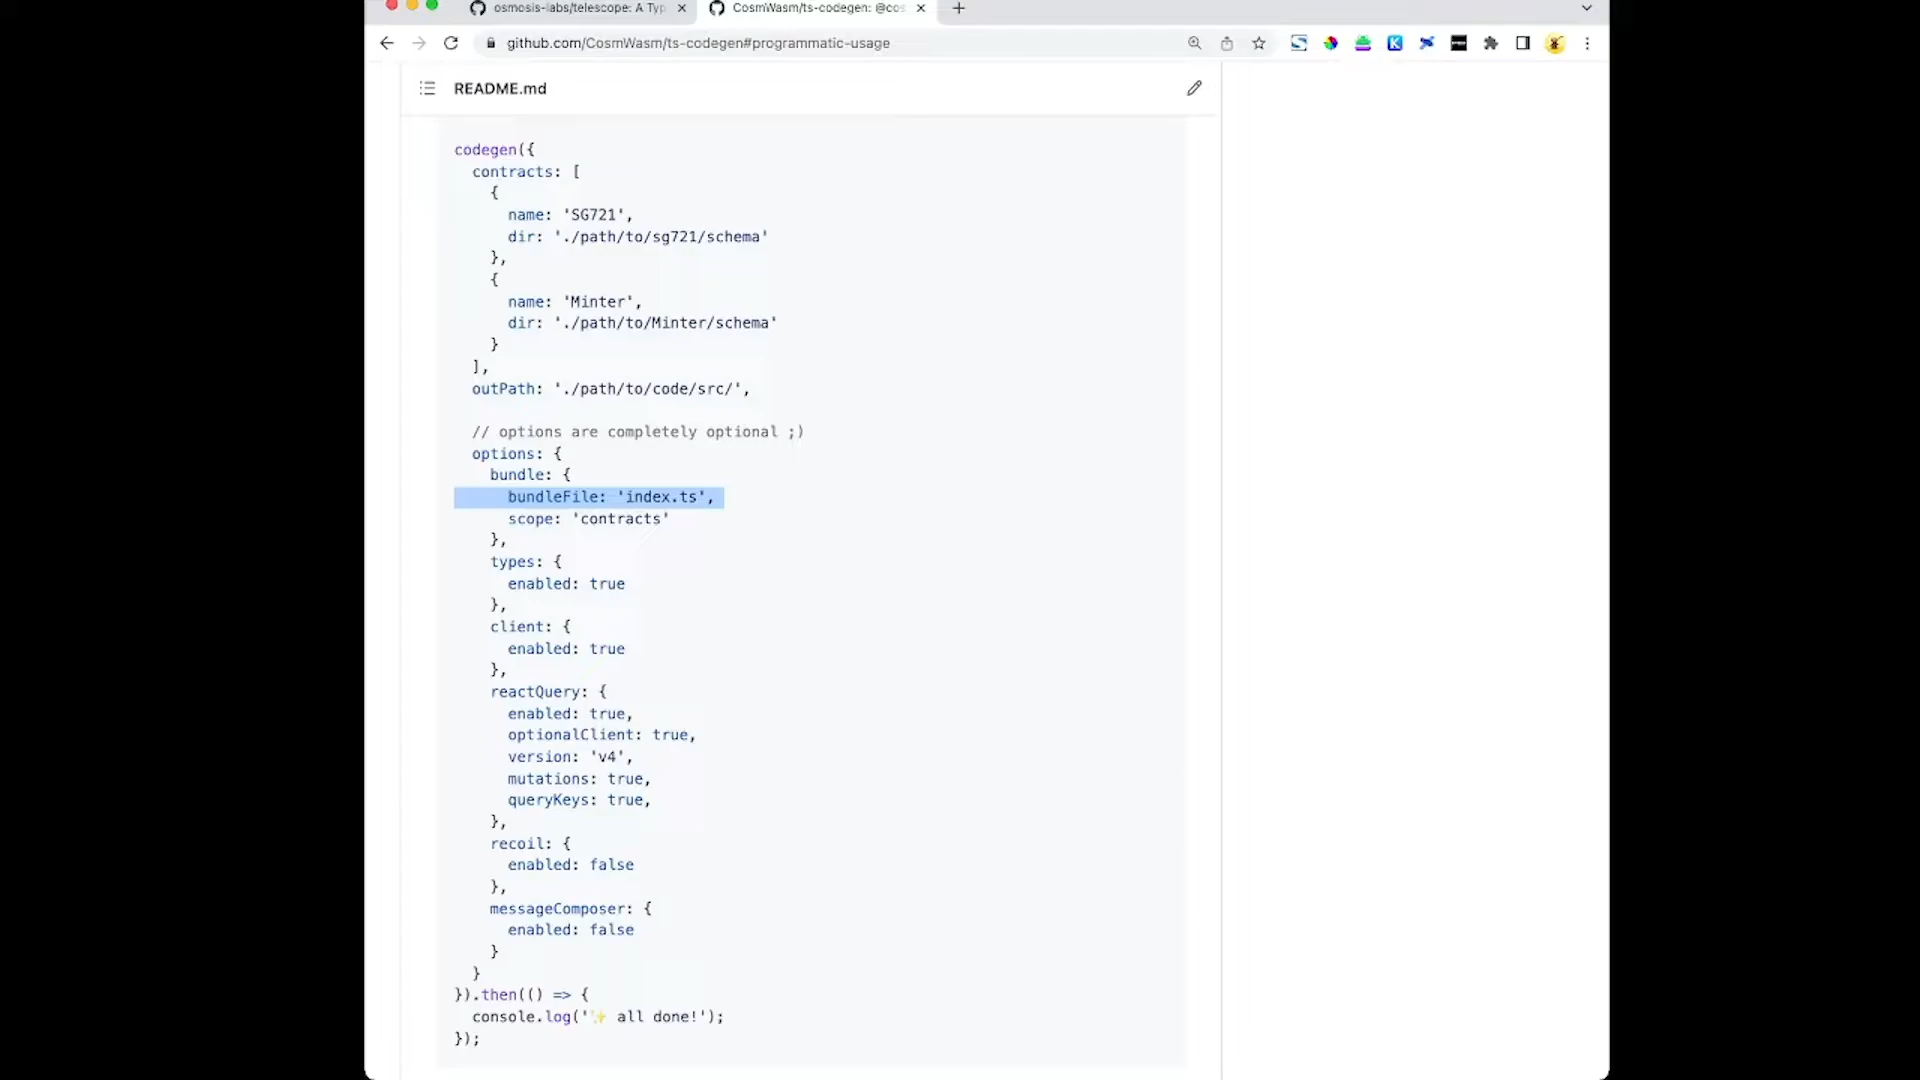 osmosis-labs/telescope: A Typ
CosmWasm/ts-codegen: @cos
github.com/CosmWasm/ts-codegen#programmatic-usage
README.md
codegen({
  contracts: [
    {
      name: 'SG721',
      dir: './path/to/sg721/schema'
    },
    {
      name: 'Minter',
      dir: './path/to/Minter/schema'
    }
  ],
  outPath: './path/to/code/src/',
  // options are completely optional ;)
  options: {
    bundle: {
      bundleFile: 'index.ts',
      scope: 'contracts'
    },
    types: {
      enabled: true
    },
    client: {
      enabled: true
    },
    reactQuery: {
      enabled: true,
      optionalClient: true,
      version: 'v4',
      mutations: true,
      queryKeys: true,
    },
    recoil: {
      enabled: false
    },
    messageComposer: {
      enabled: false
    }
  }
}).then(() => {
  console.log('✨ all done!');
});